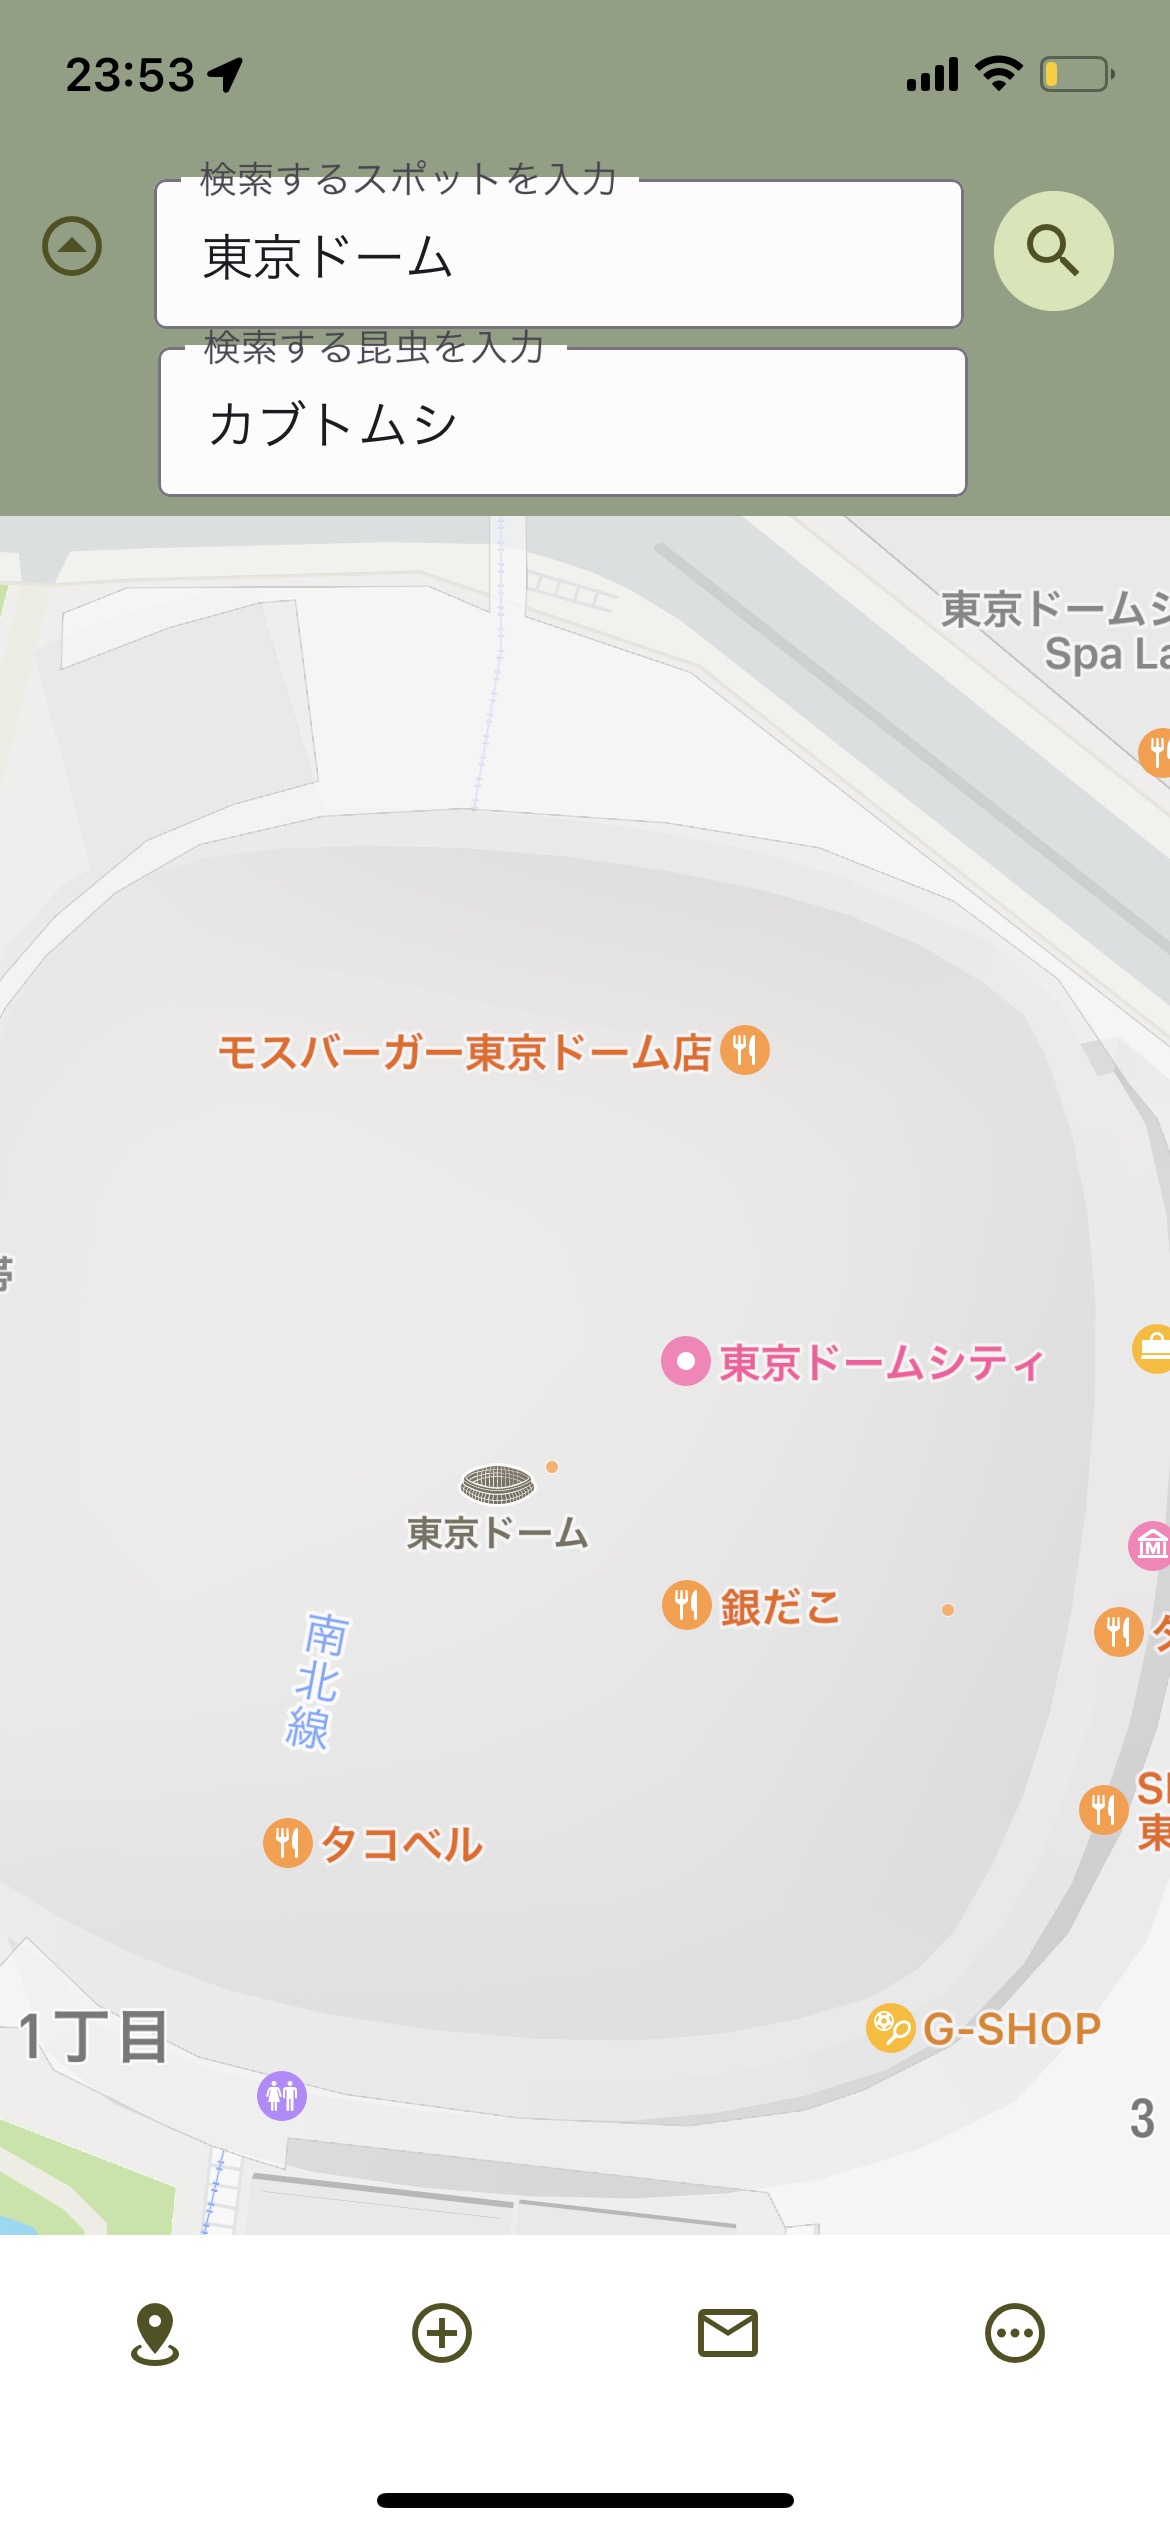 23:53
検索するスポットを入力
東京ドーム
検索する昆虫を入力
カブトムシ
東京ドームシ
Spa La
モスバーガー東京ドーム店
東京ドームシティ
東京ドーム
銀だこ
南北線
タコベル
東
1丁目
G-SHOP
3